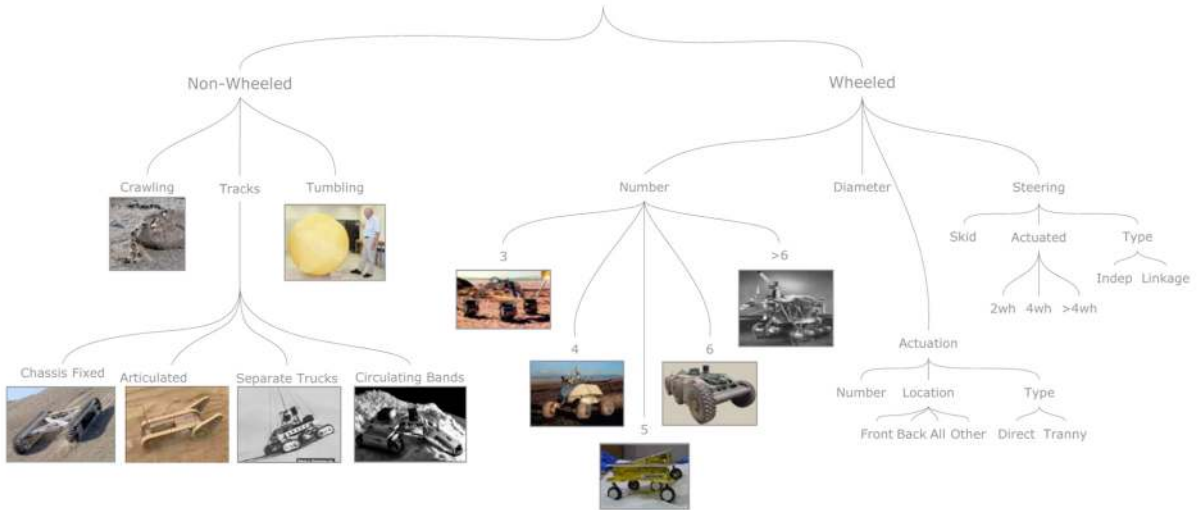 Non-Wheeled
Wheeled
Crawling
Tracks
Tumbling
Number
Diameter
Steering
Skid
Actuated
Type
3
>6
Indep Linkage
2wh 4wh >4wh
4
6
Actuation
Chassis Fixed
Articulated
Separate Trucks
Circulating Bands
Number
Location
Type
5
Front Back All Other
Direct Tranny